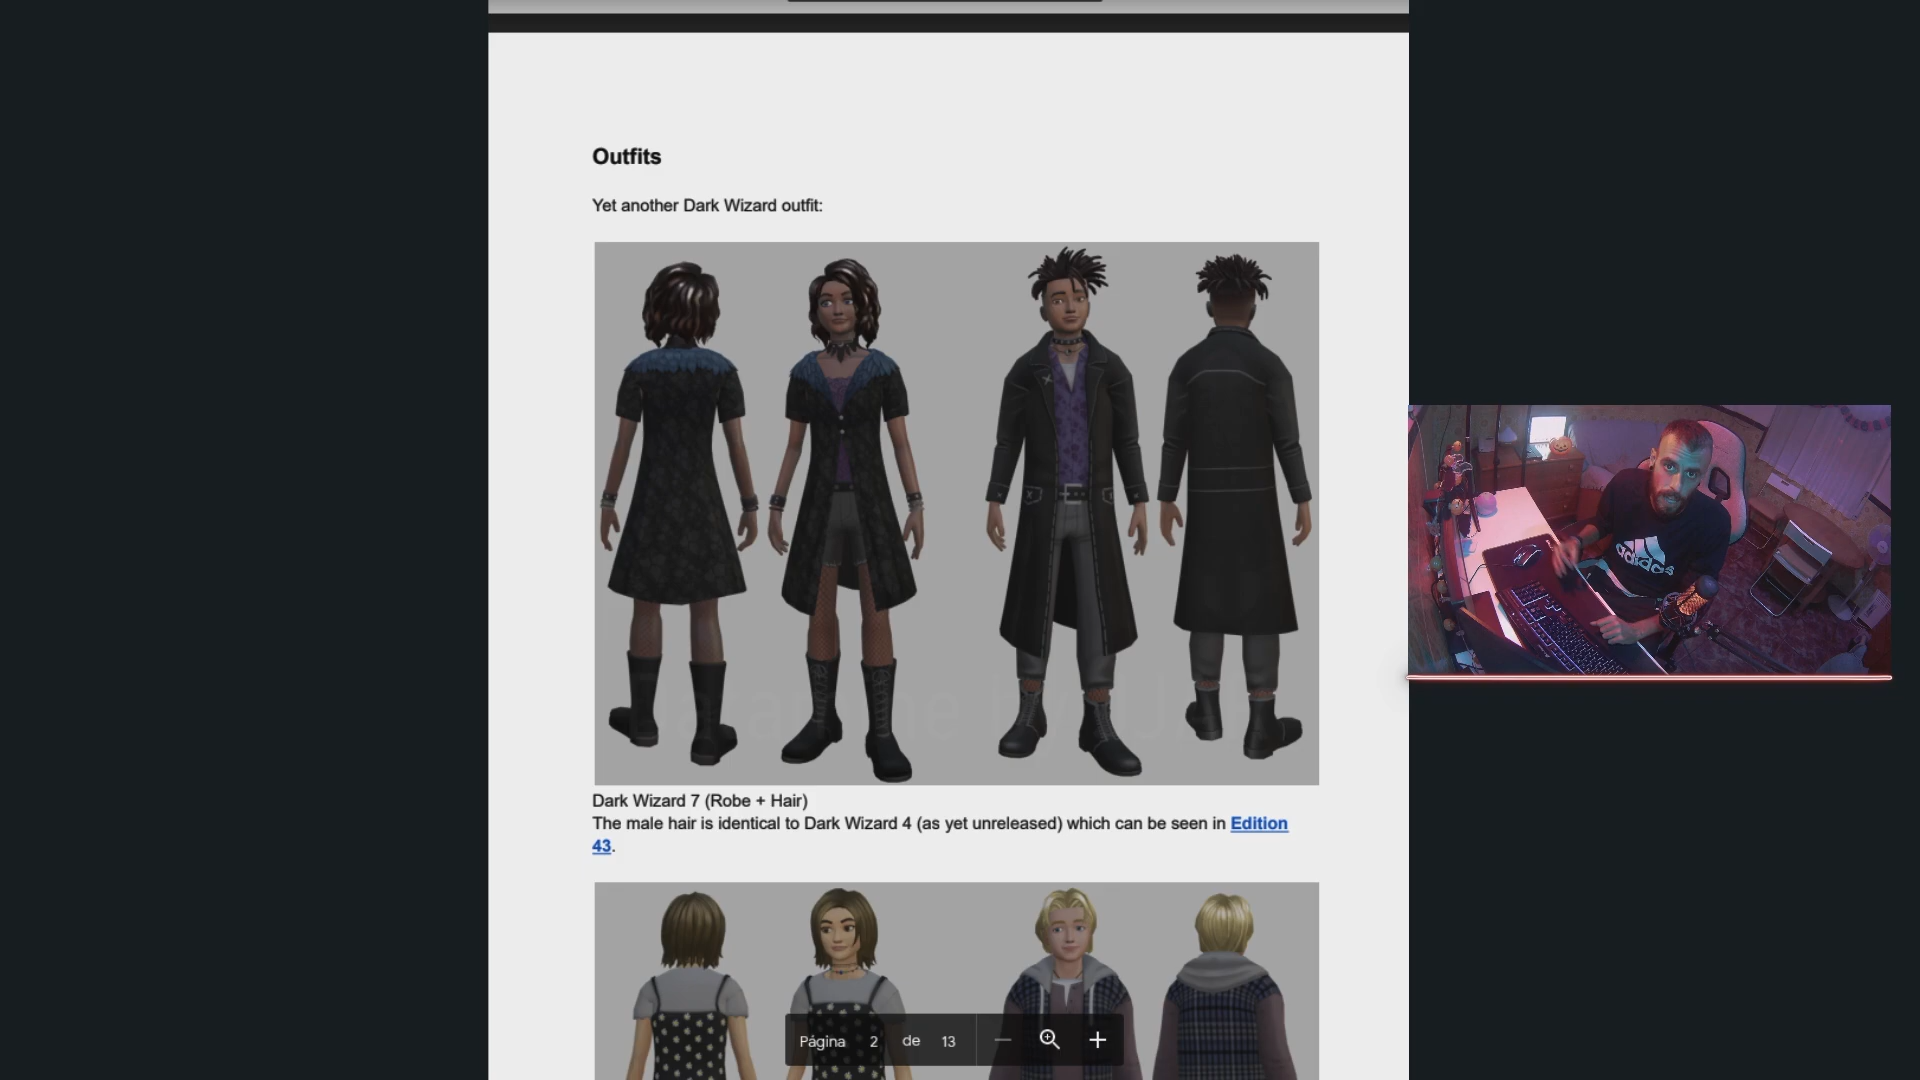 Outfits
Yet another Dark Wizard outfit:
Dark Wizard 7 (Robe + Hair)
The male hair is identical to Dark Wizard 4 (as yet unreleased) which can be seen in Edition
43.
adidas
Página 2 de 13